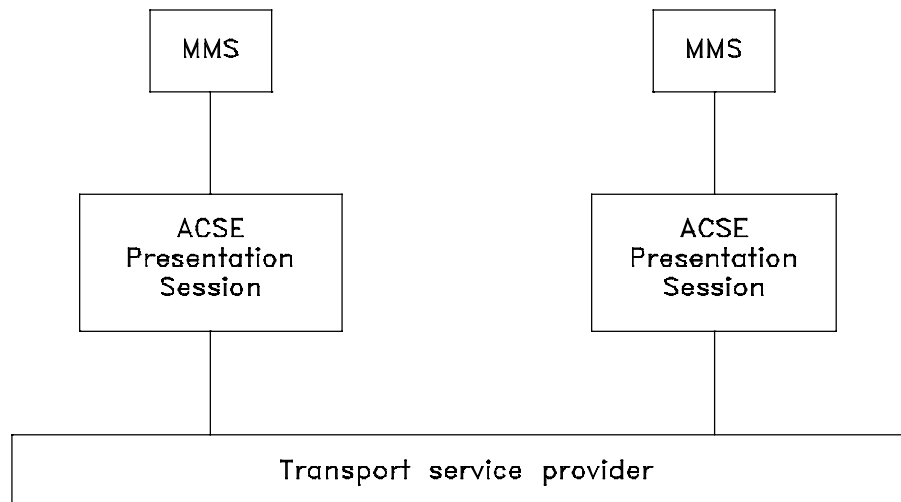 MMS
MMS
ACSE
Presentation
Session
ACSE
Presentation
Session
Transport service provider